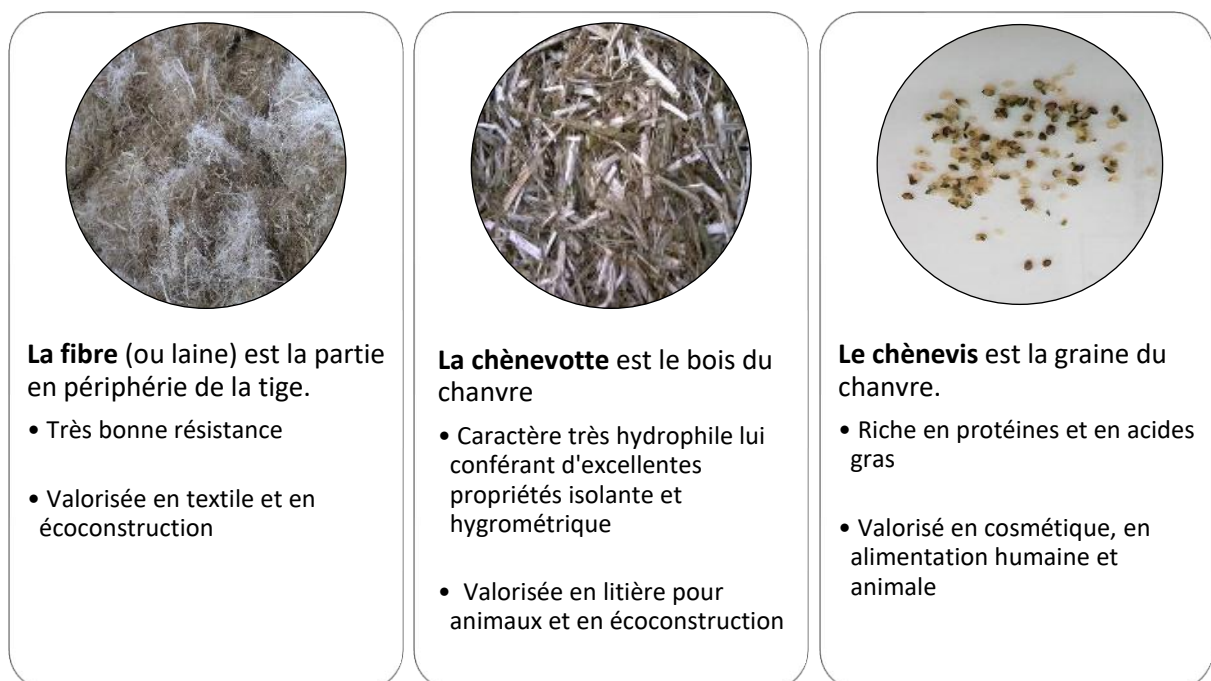 La fibre (ou laine) est la partie
en périphérie de la tige.
• Très bonne résistance
• Valorisée en textile et en
écoconstruction
La chènevotte est le bois du
chanvre
• Caractère très hydrophile lui
conférant d'excellentes
propriétés isolante et
hygrométrique
• Valorisée en litière pour
animaux et en écoconstruction
Le chènevis est la graine du
chanvre.
• Riche en protéines et en acides
gras
• Valorisé en cosmétique, en
alimentation humaine et
animale